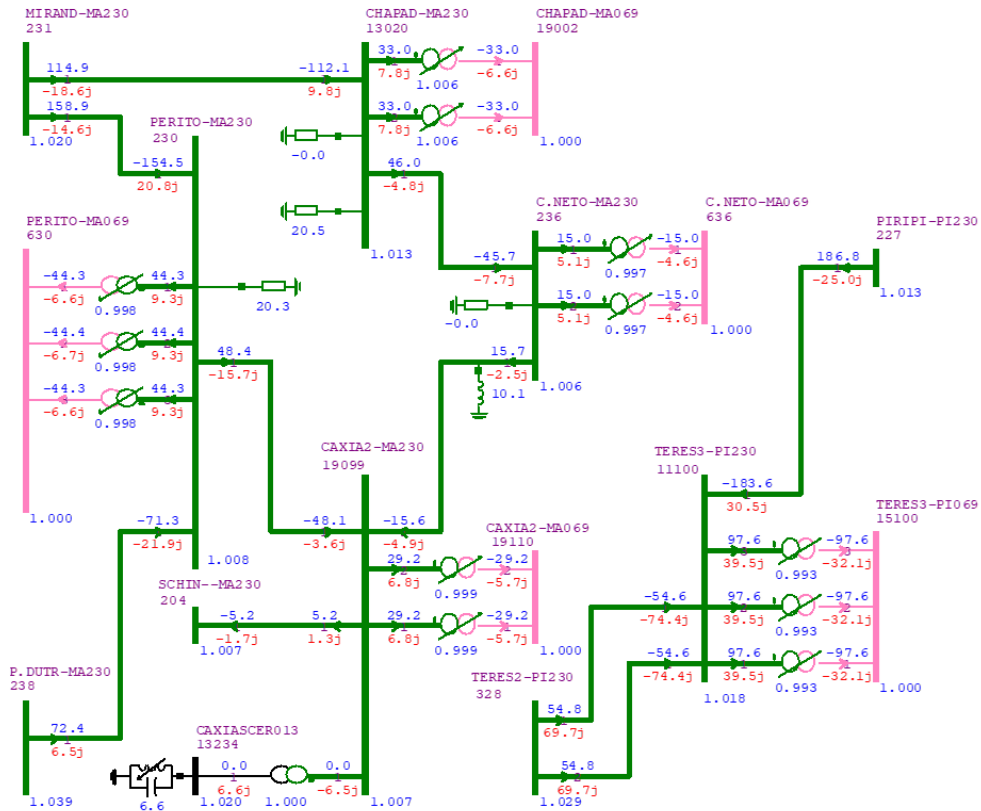 MIRAND-MA230
231
114.9
-18.6j
158.9
-14.6j
1.020
CHAPAD-MA230
13020
-112.1
9.8j
33.0
7.8j
1.006
33.0
7.8j
1.006
-0.0
46.0
-4.8j
20.5
1.013
CHAPAD-MA069
19002
-33.0
-6.6j
-33.0
-6.6j
1.000
PERITO-MA230
230
-154.5
20.8j
PERITO-MA069
630
-44.3
-6.6j
0.998
44.3
9.3j
20.3
-44.4
-6.7j
0.998
44.4
9.3j
-44.3
-6.6j
0.998
44.3
9.3j
48.4
-15.7j
1.000
-71.3
-21.9j
1.008
C.NETO-MA230
236
-45.7
-7.7j
15.0
5.1j
0.997
15.0
5.1j
0.997
-0.0
15.7
-2.5j
10.1
1.006
C.NETO-MA069
636
-15.0
-4.6j
-15.0
-4.6j
1.000
PIRIPI-PI230
227
186.8
-25.0j
1.013
CAXIA2-MA230
19099
-48.1
-3.6j
-15.6
-4.9j
29.2
6.8j
0.999
5.2
1.3j
29.2
6.8j
0.999
0.0
-6.5j
1.007
CAXIA2-MA069
19110
-29.2
-5.7j
-29.2
-5.7j
1.000
SCHIN--MA230
204
-5.2
-1.7j
1.007
P.DUTR-MA230
238
72.4
6.5j
1.039
CAXIASCER013
13234
0.0
6.6j
6.6
1.020
1.000
TERES3-PI230
11100
-183.6
30.5j
97.6
39.5j
0.993
-54.6
-74.4j
97.6
39.5j
0.993
-54.6
-74.4j
97.6
39.5j
0.993
1.018
TERES3-PI069
15100
-97.6
-32.1j
-97.6
-32.1j
-97.6
-32.1j
1.000
TERES2-PI230
328
54.8
69.7j
54.8
69.7j
1.029